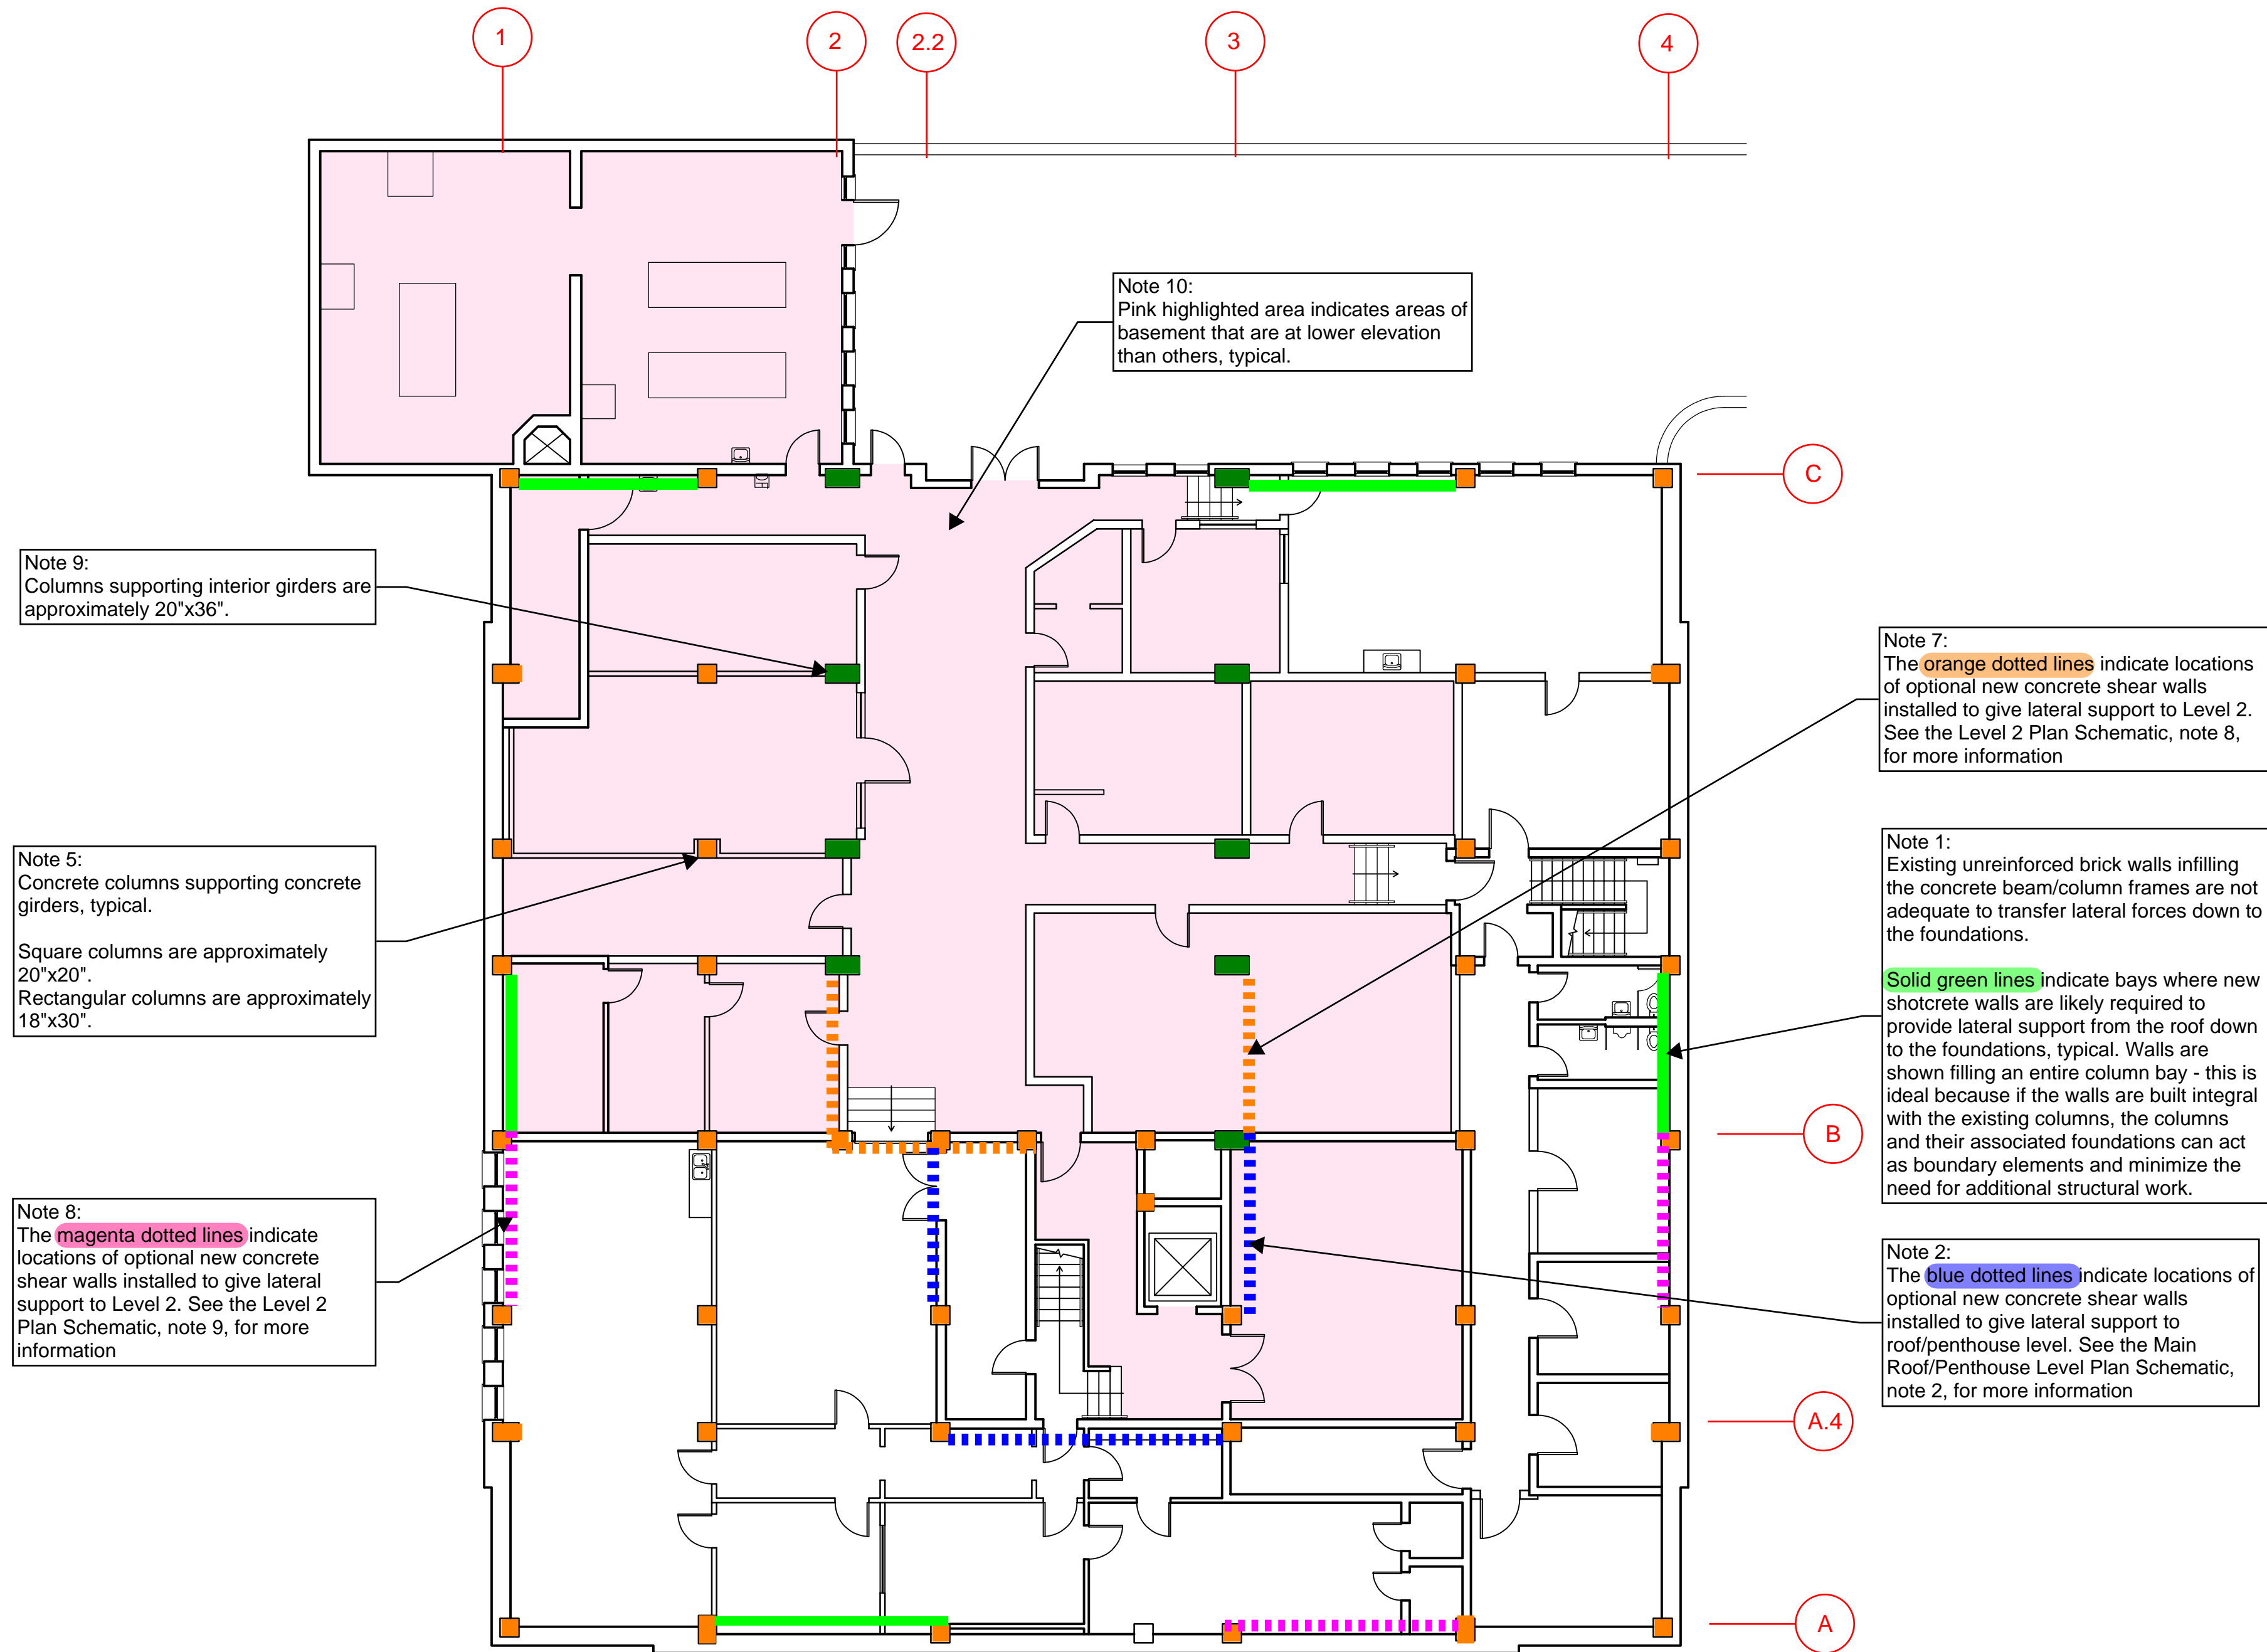 1
2
2.2
3
4
Note 10:
Pink highlighted area indicates areas of
basement that are at lower elevation
than others, typical.
C
Note 9:
Columns supporting interior girders are
approximately 20"x36".
Note 7:
The orange dotted lines indicate locations
of optional new concrete shear walls
installed to give lateral support to Level 2.
See the Level 2 Plan Schematic, note 8,
for more information
Note 5:
Concrete columns supporting concrete
girders, typical.
Square columns are approximately
20"x20".
Rectangular columns are approximately
18"x30".
Note 1:
Existing unreinforced brick walls infilling
the concrete beam/column frames are not
adequate to transfer lateral forces down to
the foundations.
Solid green lines indicate bays where new
shotcrete walls are likely required to
provide lateral support from the roof down
to the foundations, typical. Walls are
shown filling an entire column bay - this is
ideal because if the walls are built integral
with the existing columns, the columns
and their associated foundations can act
as boundary elements and minimize the
need for additional structural work.
B
Note 8:
The magenta dotted lines indicate
locations of optional new concrete
shear walls installed to give lateral
support to Level 2. See the Level 2
Plan Schematic, note 9, for more
information
Note 2:
The blue dotted lines indicate locations of
optional new concrete shear walls
installed to give lateral support to
roof/penthouse level. See the Main
Roof/Penthouse Level Plan Schematic,
note 2, for more information
A.4
A